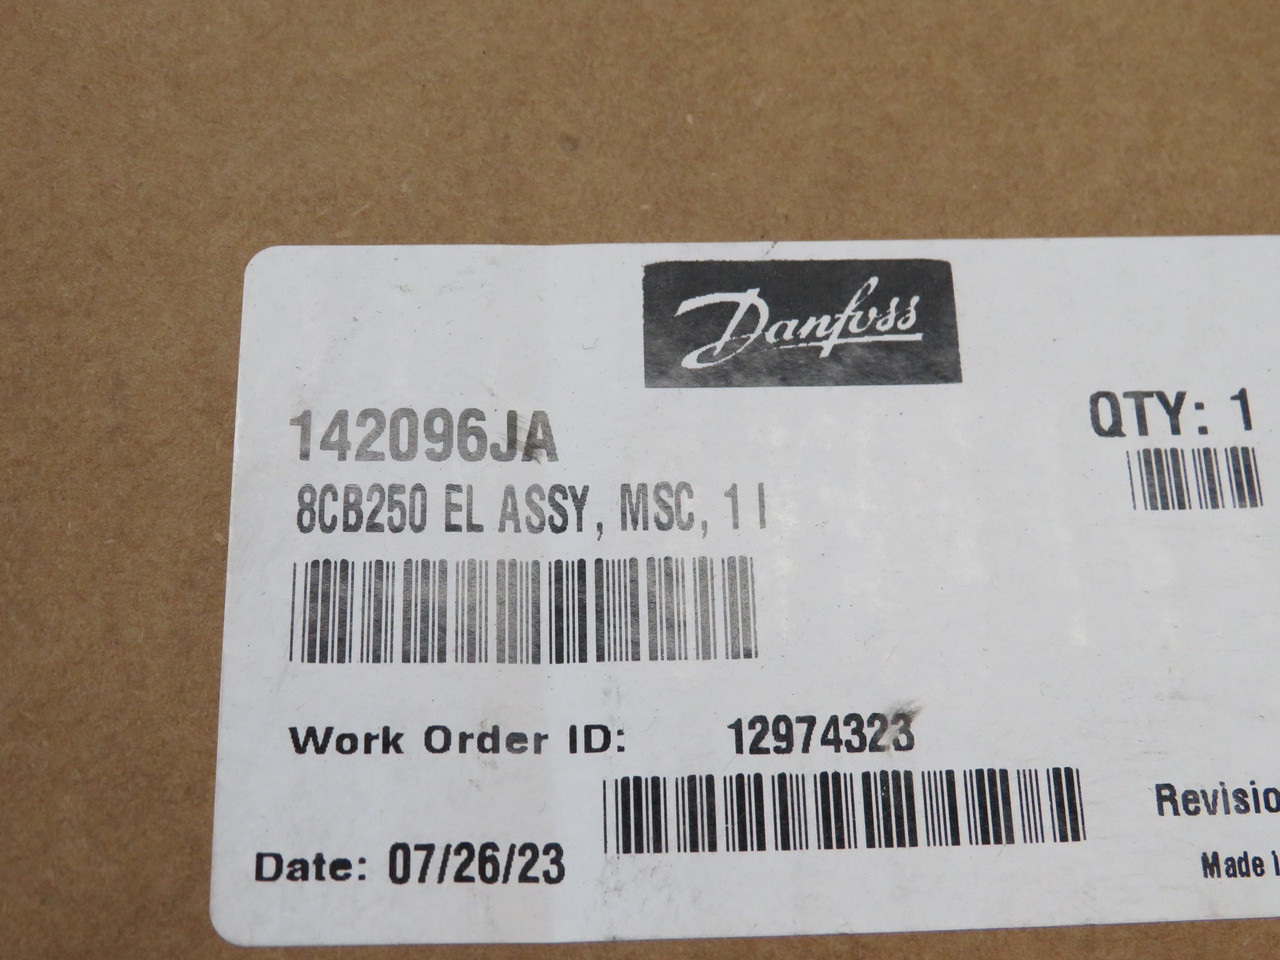 Danfoss
142096JA
QTY: 1
8CB250 EL ASSY, MSC, 1 I
Work Order ID: 12974323
Revisio
Date: 07/26/23
Made i